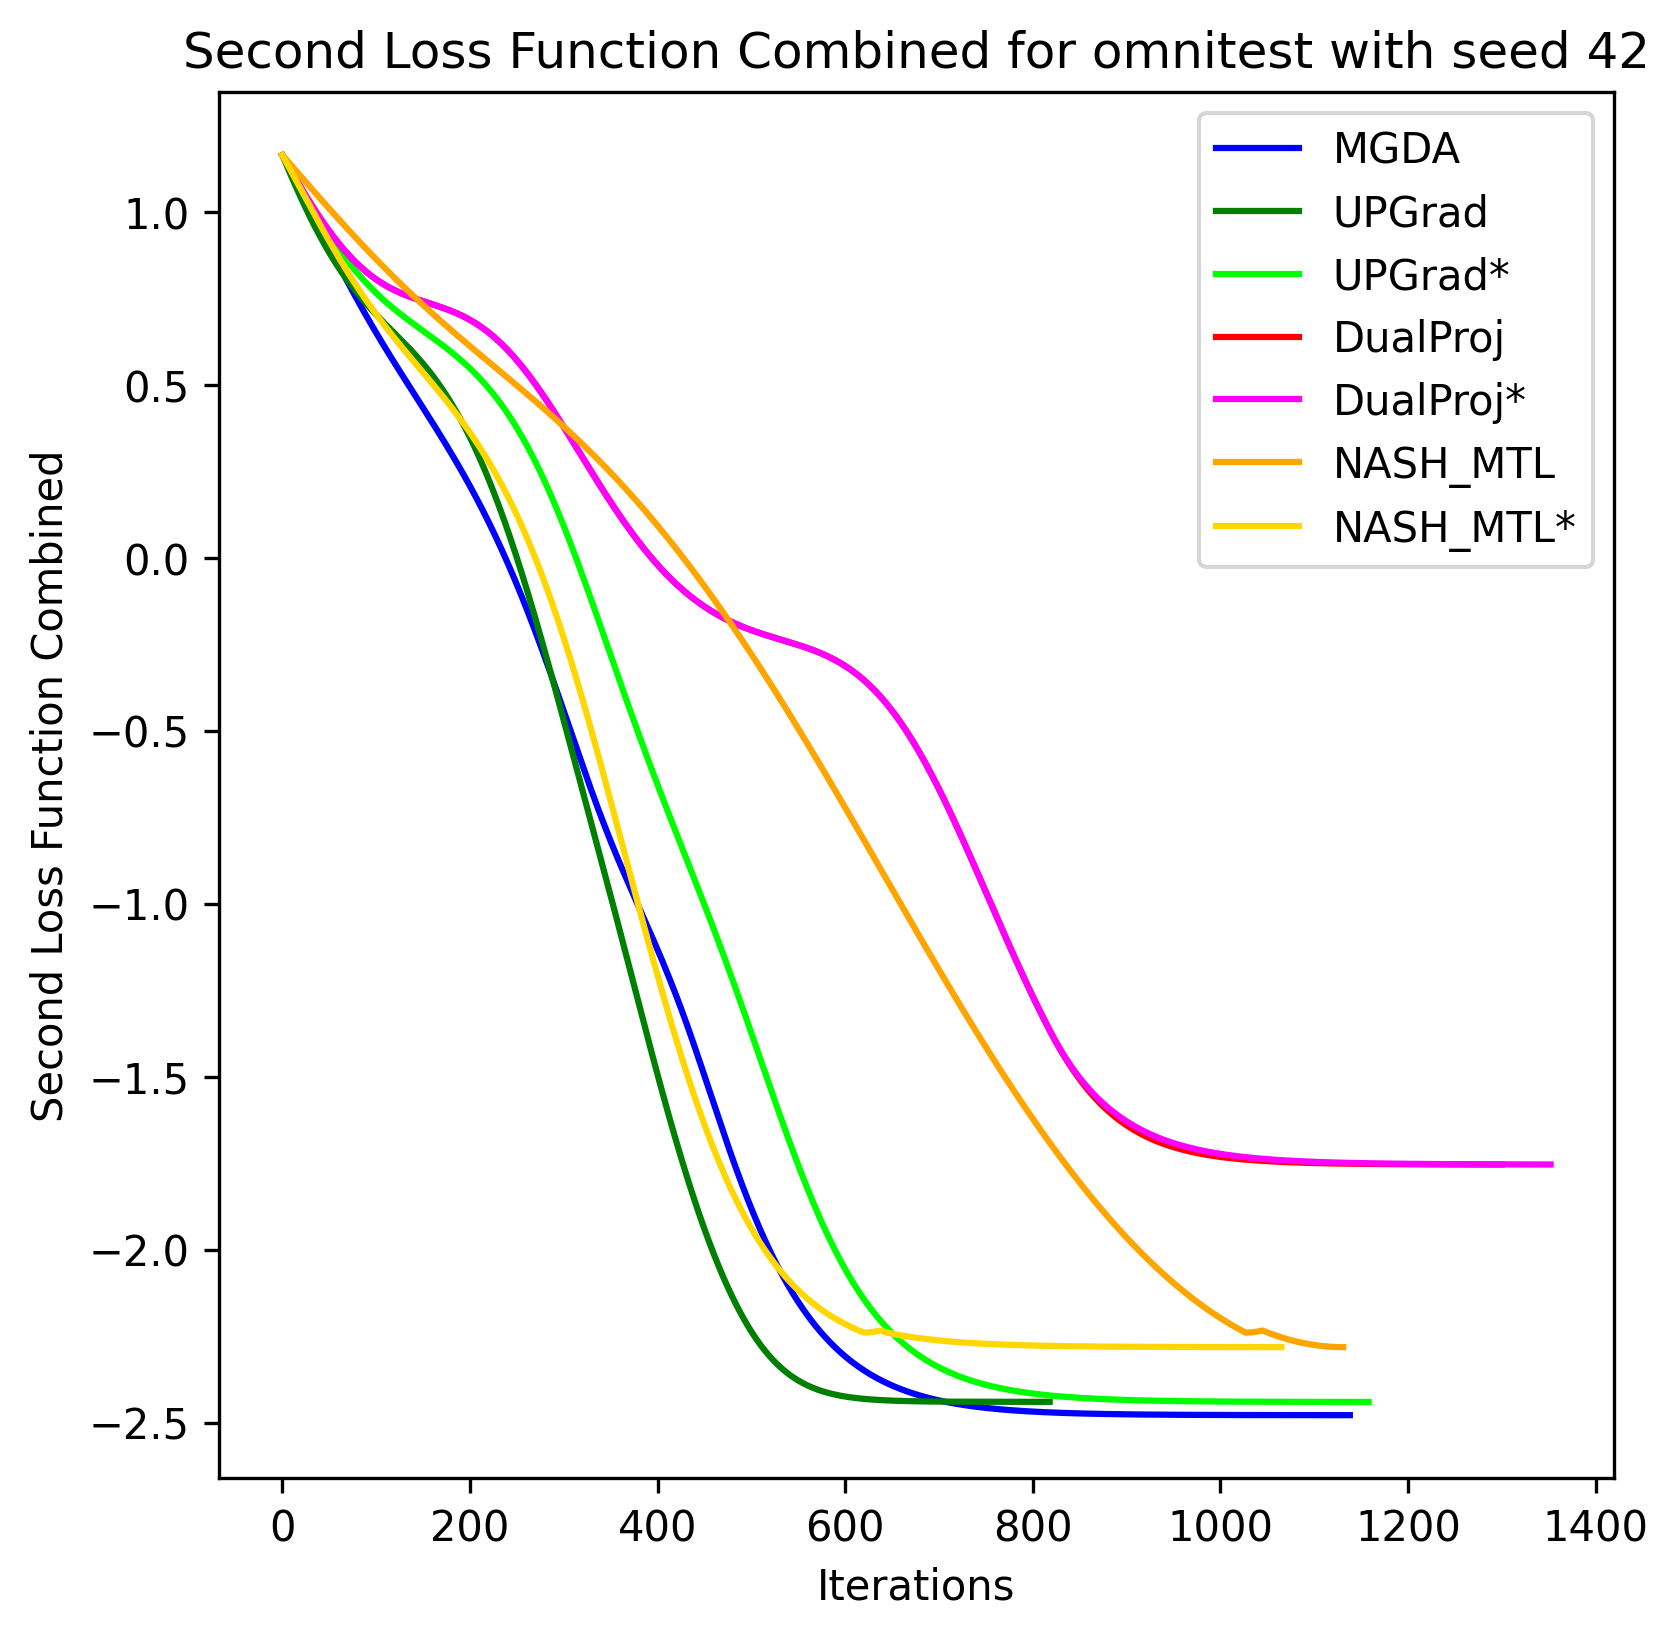 Second Loss Function Combined for omnitest with seed 42
MGDA
UPGrad
UPGrad*
DualProj
DualProj*
NASH_MTL
NASH_MTL*
Second Loss Function Combined
1.0
0.5
0.0
−0.5
−1.0
−1.5
−2.0
−2.5
0 200 400 600 800 1000 1200 1400
Iterations